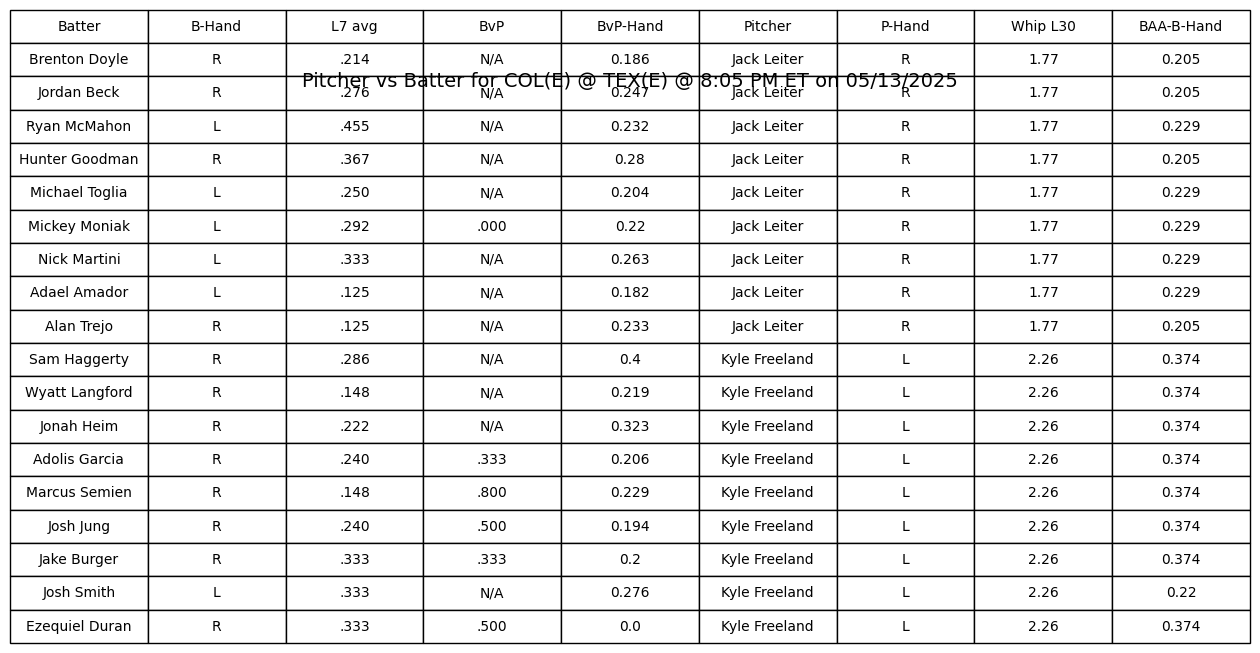 Batter B-Hand L7 avg BvP BvP-Hand Pitcher P-Hand Whip L30 BAA-B-Hand
Brenton Doyle R .214 N/A 0.186 Jack Leiter R 1.77 0.205
Pitcher vs Batter for COL(E) @ TEX(E) @ 8:05 PM ET on 05/13/2025
Jordan Beck R .276 N/A 0.247 Jack Leiter R 1.77 0.205
Ryan McMahon L .455 N/A 0.232 Jack Leiter R 1.77 0.229
Hunter Goodman R .367 N/A 0.28 Jack Leiter R 1.77 0.205
Michael Toglia L .250 N/A 0.204 Jack Leiter R 1.77 0.229
Mickey Moniak L .292 .000 0.22 Jack Leiter R 1.77 0.229
Nick Martini L .333 N/A 0.263 Jack Leiter R 1.77 0.229
Adael Amador L .125 N/A 0.182 Jack Leiter R 1.77 0.229
Alan Trejo R .125 N/A 0.233 Jack Leiter R 1.77 0.205
Sam Haggerty R .286 N/A 0.4 Kyle Freeland L 2.26 0.374
Wyatt Langford R .148 N/A 0.219 Kyle Freeland L 2.26 0.374
Jonah Heim R .222 N/A 0.323 Kyle Freeland L 2.26 0.374
Adolis Garcia R .240 .333 0.206 Kyle Freeland L 2.26 0.374
Marcus Semien R .148 .800 0.229 Kyle Freeland L 2.26 0.374
Josh Jung R .240 .500 0.194 Kyle Freeland L 2.26 0.374
Jake Burger R .333 .333 0.2 Kyle Freeland L 2.26 0.374
Josh Smith L .333 N/A 0.276 Kyle Freeland L 2.26 0.22
Ezequiel Duran R .333 .500 0.0 Kyle Freeland L 2.26 0.374